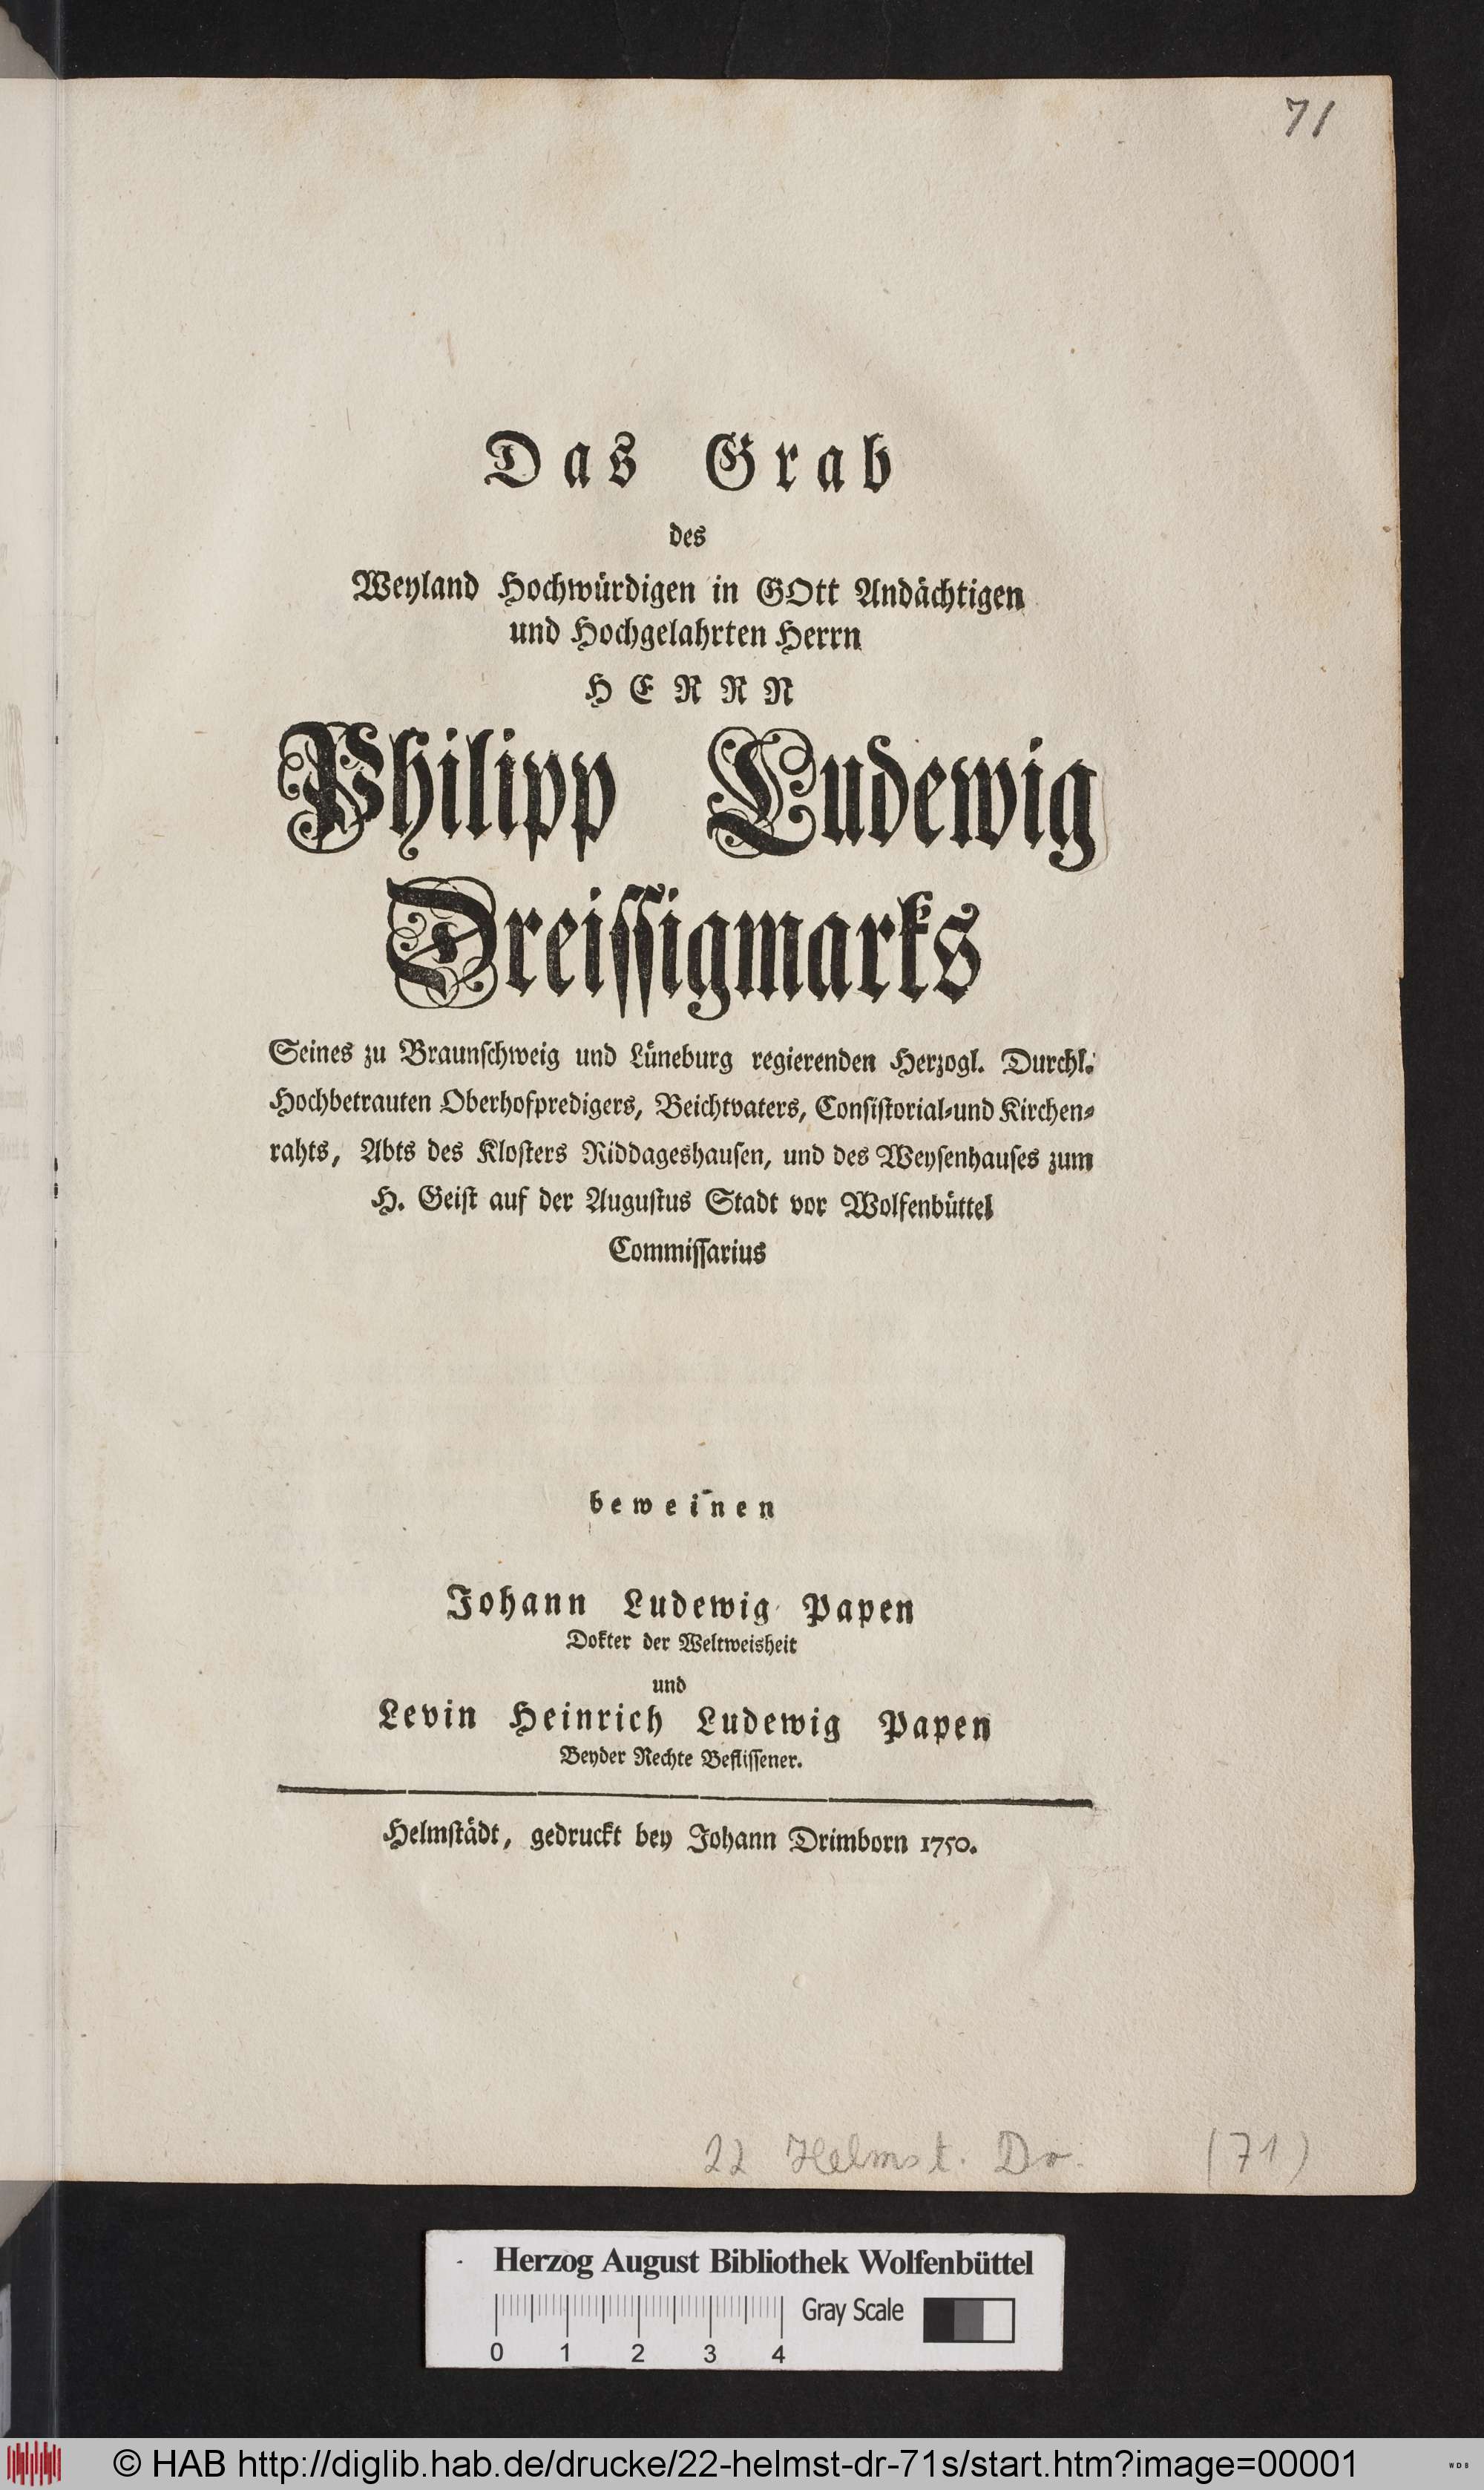 71
Das Grab
des
Weyland Hochwürdigen in GOtt Andächtigen
und Hochgelahrten Herrn
HERRN
Philipp Ludewig
Dreissigmarks
Seines zu Braunschweig und Lüneburg regierenden Herzogl. Durchl.
Hochbetrauten Oberhofpredigers, Beichtvaters, Consistorial-und Kirchen-
rahts, Abts des Klosters Riddageshausen, und des Weysenhauses zum
H. Geist auf der Augustus Stadt vor Wolfenbüttel
Commissarius
beweinen
Johann Ludewig Papen
Dokter der Weltweisheit
und
Levin Heinrich Ludewig Papen
Beyder Rechte Beflissener.
Helmstädt, gedruckt bey Johann Drimborn 1750.
22 Helmst. Dr. (71)
Herzog August Bibliothek Wolfenbüttel
Gray Scale
0 1 2 3 4
© HAB http://diglib.hab.de/drucke/22-helmst-dr-71s/start.htm?image=00001
WDB